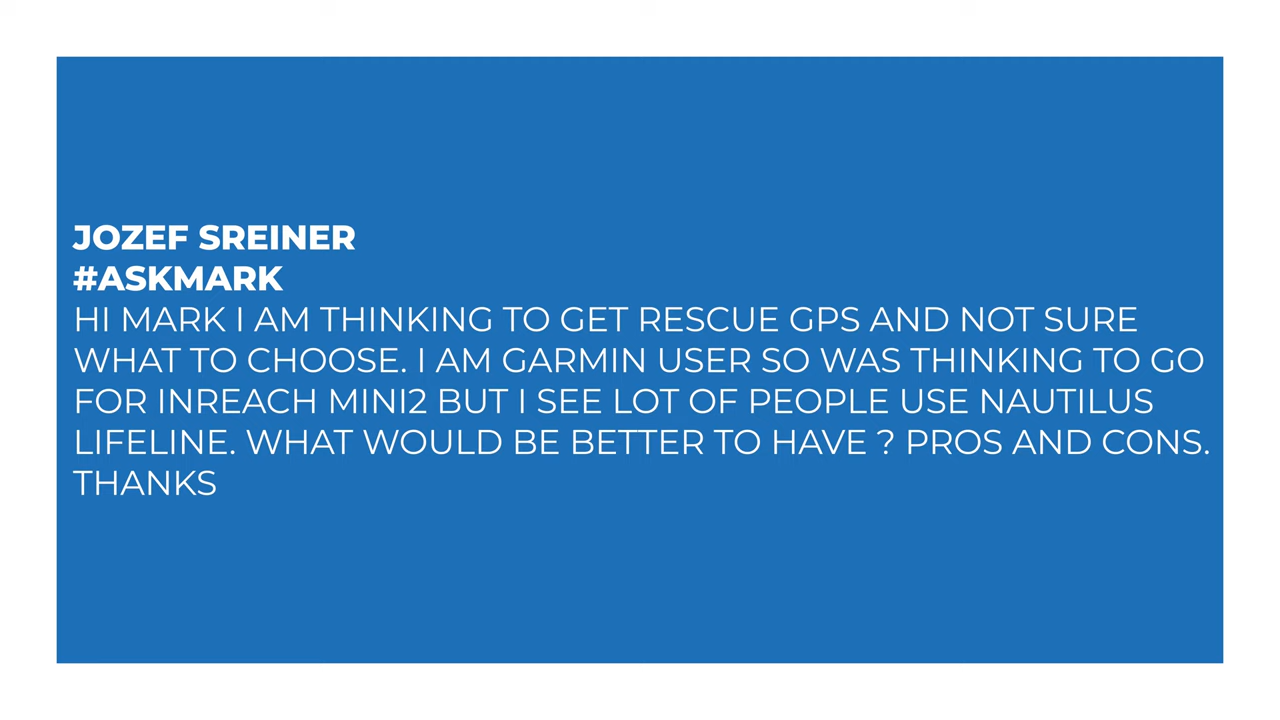 JOZEF SREINER
#ASKMARK
HI MARK I AM THINKING TO GET RESCUE GPS AND NOT SURE
WHAT TO CHOOSE. I AM GARMIN USER SO WAS THINKING TO GO
FOR INREACH MINI2 BUT I SEE LOT OF PEOPLE USE NAUTILUS
LIFELINE. WHAT WOULD BE BETTER TO HAVE ? PROS AND CONS.
THANKS